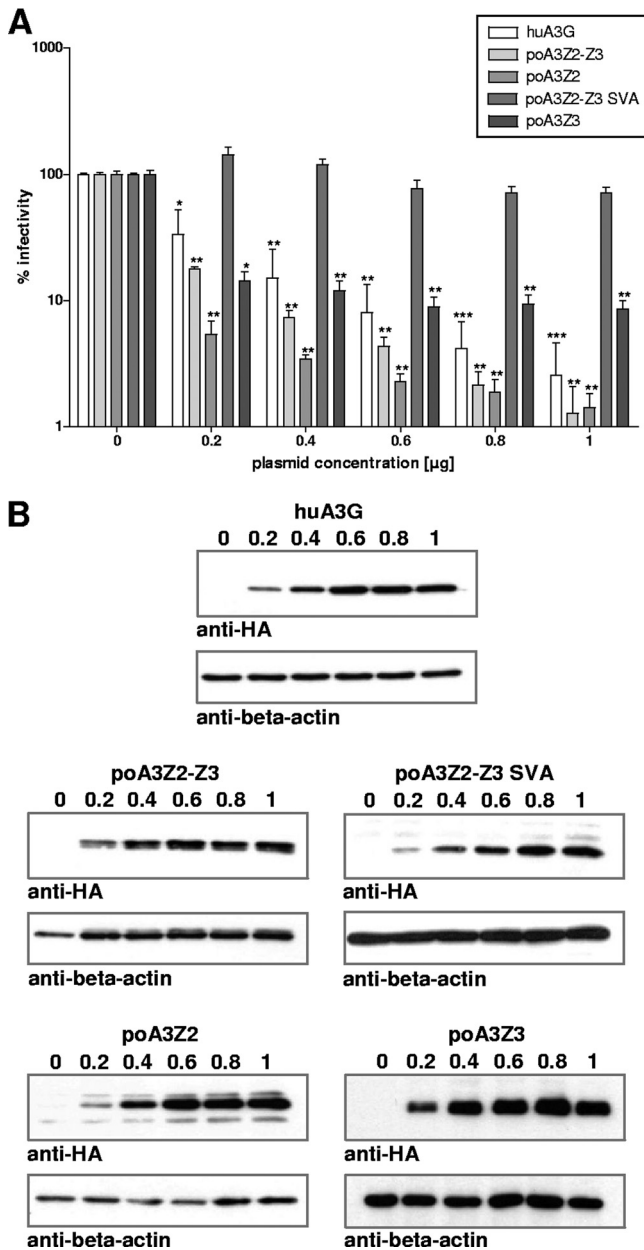 A
huA3G
poA3Z2-Z3
poA3Z2
poA3Z2-Z3 SVA
poA3Z3
% infectivity
1000
100
10
1
* ** ** *
** ** ** **
** ** ** **
*** ** ** **
*** ** ** **
0 0.2 0.4 0.6 0.8 1
plasmid concentration [µg]
B
huA3G
0 0.2 0.4 0.6 0.8 1
anti-HA
anti-beta-actin
poA3Z2-Z3
0 0.2 0.4 0.6 0.8 1
anti-HA
anti-beta-actin
poA3Z2-Z3 SVA
0 0.2 0.4 0.6 0.8 1
anti-HA
anti-beta-actin
poA3Z2
0 0.2 0.4 0.6 0.8 1
anti-HA
anti-beta-actin
poA3Z3
0 0.2 0.4 0.6 0.8 1
anti-HA
anti-beta-actin